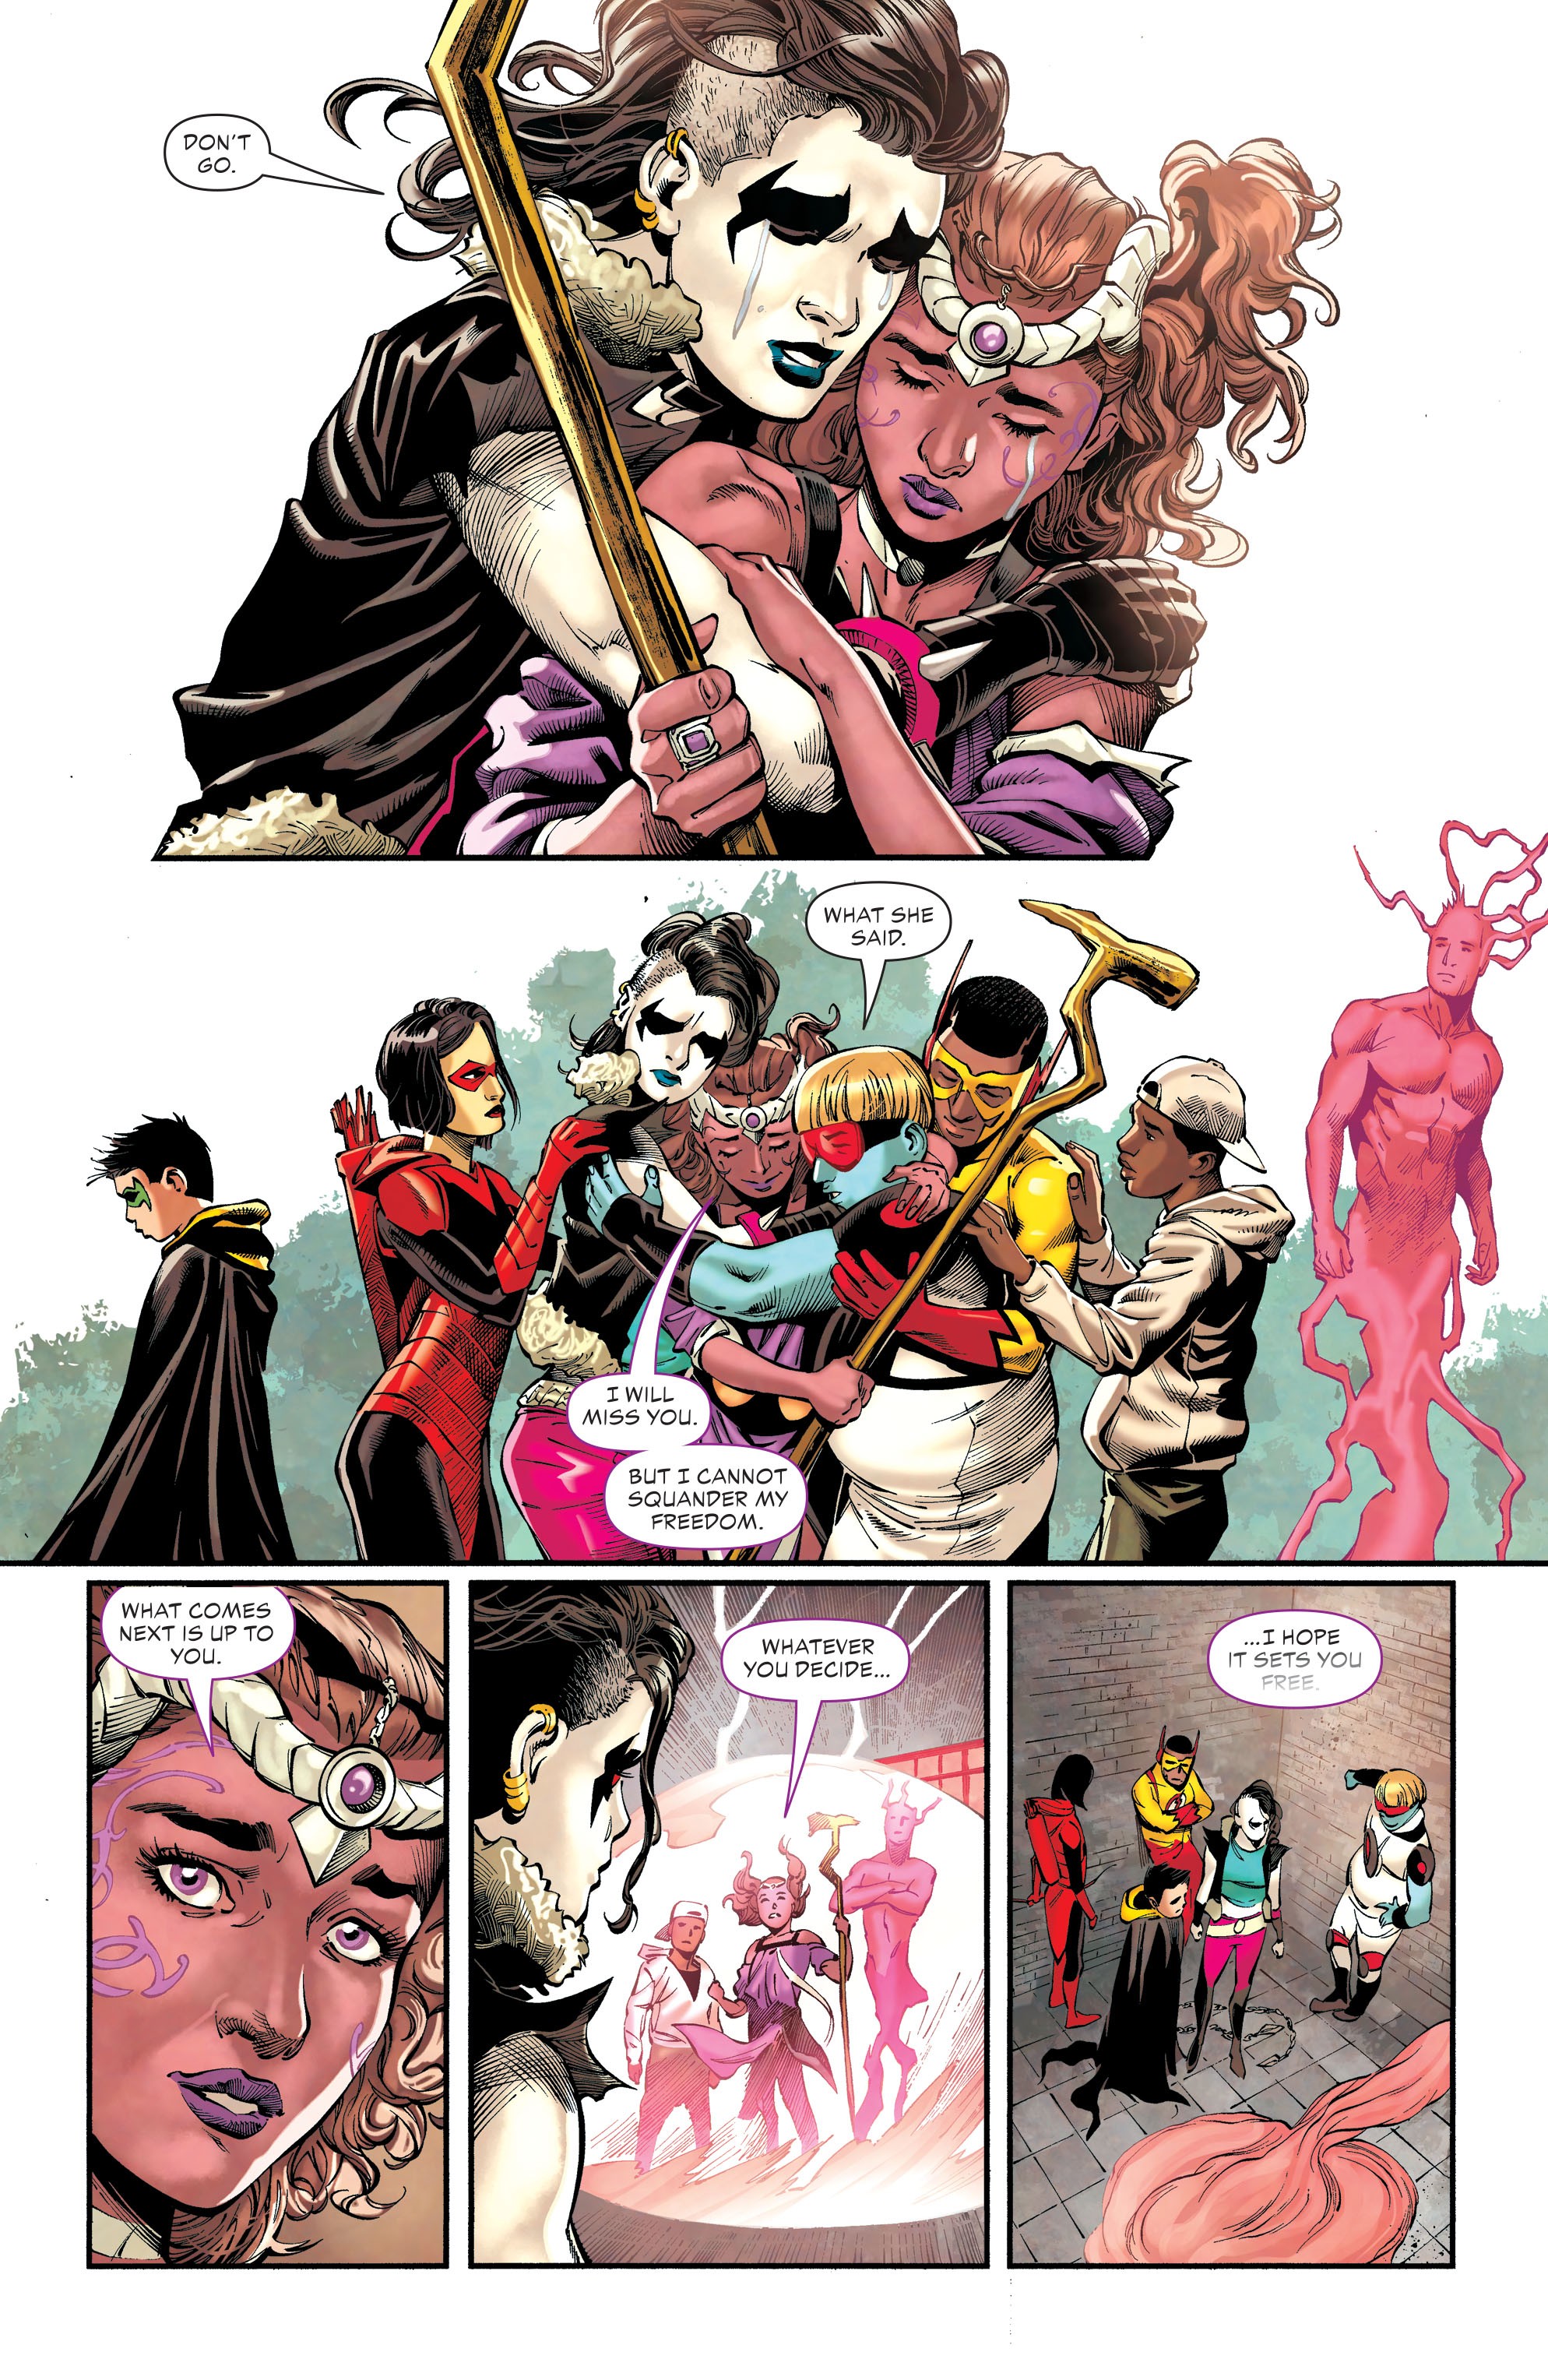 DON'T
GO.
WHAT SHE
SAID.
I WILL
MISS YOU.
BUT I CANNOT
SQUANDER MY
FREEDOM.
WHAT COMES
NEXT IS UP TO
YOU.
WHATEVER
YOU DECIDE...
...I HOPE
IT SETS YOU
FREE.